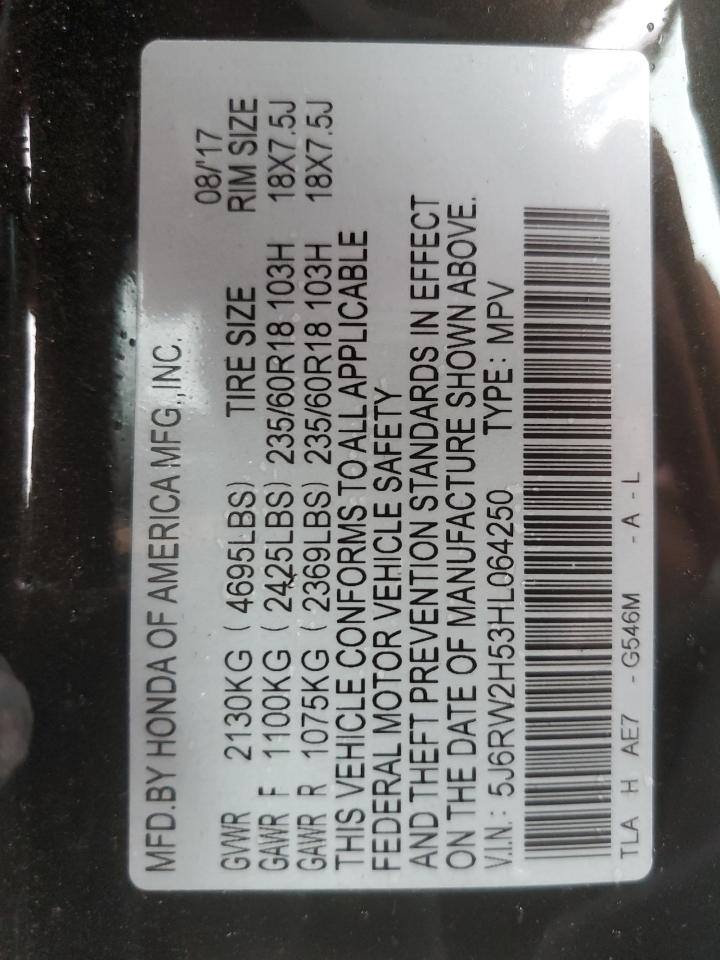 MFD.BY HONDA OF AMERICA MFG.,INC. 08/'17
TIRE SIZE RIM SIZE
GVWR 2130KG ( 4695LBS)
GAWR F 1100KG ( 2425LBS) 235/60R18 103H 18X7.5J
GAWR R 1075KG ( 2369LBS) 235/60R18 103H 18X7.5J
THIS VEHICLE CONFORMS TO ALL APPLICABLE
FEDERAL MOTOR VEHICLE SAFETY
AND THEFT PREVENTION STANDARDS IN EFFECT
ON THE DATE OF MANUFACTURE SHOWN ABOVE.
V.I.N.: 5J6RW2H53HL064250 TYPE : MPV
TLA H AE7 - G546M - A - L